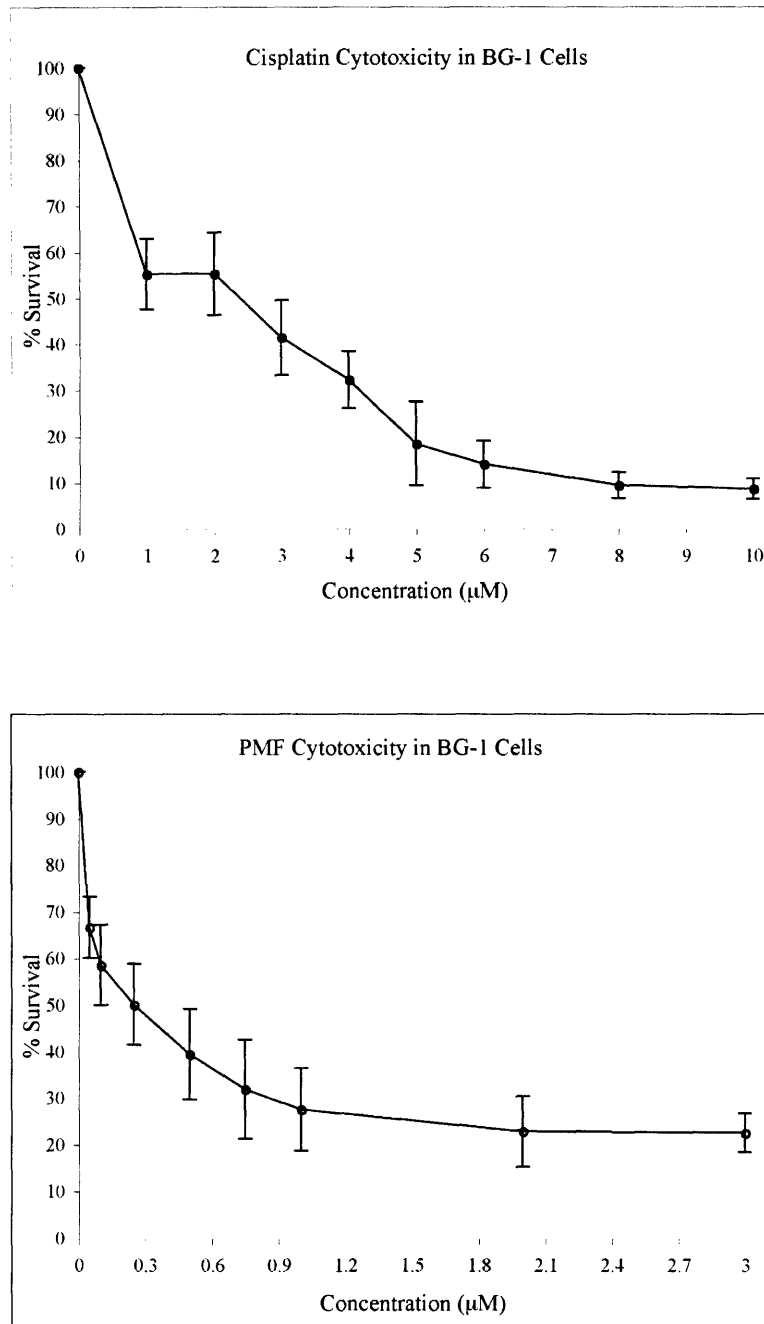 Cisplatin Cytotoxicity in BG-1 Cells
100
90
80
70
60
50
40
30
20
10
0
% Survival
0 1 2 3 4 5 6 7 8 9 10
Concentration (μM)
PMF Cytotoxicity in BG-1 Cells
100
90
80
70
60
50
40
30
20
10
0
% Survival
0 0.3 0.6 0.9 1.2 1.5 1.8 2.1 2.4 2.7 3
Concentration (μM)